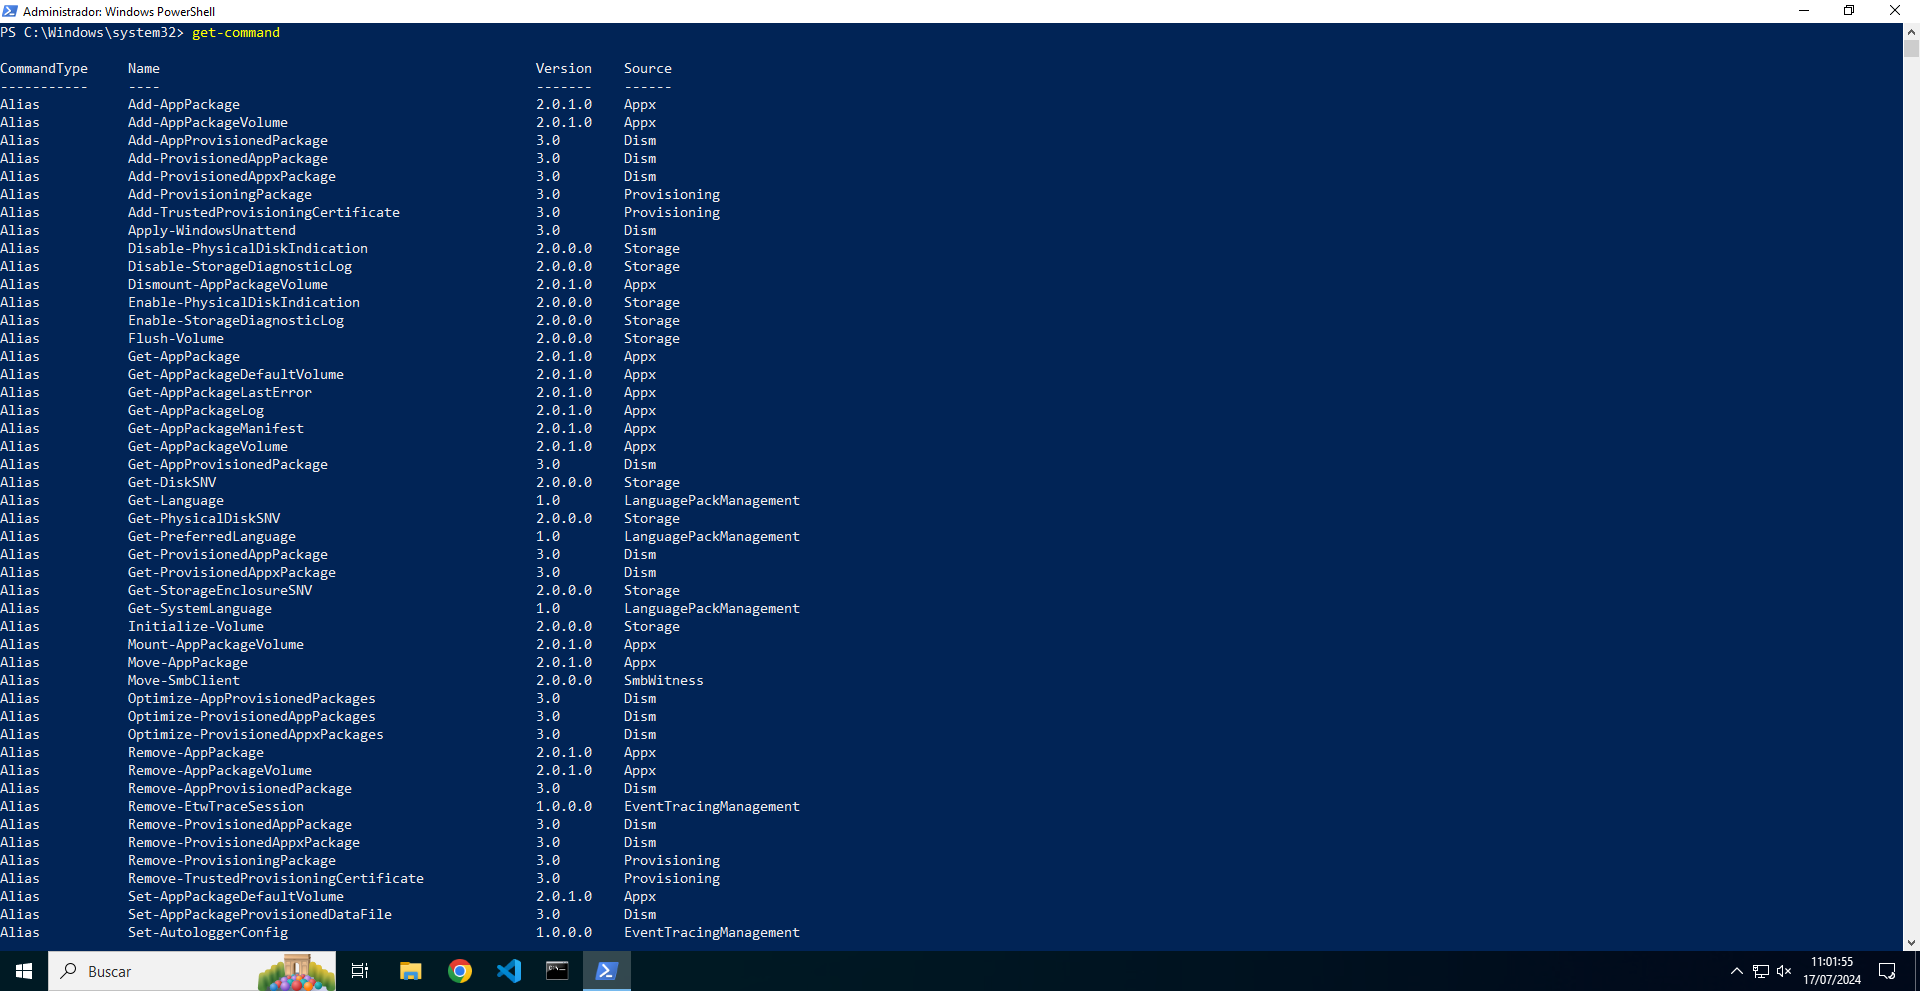 Administrador: Windows PowerShell
PS C:\Windows\system32> get-command
CommandType     Name                                               Version    Source
-----------     ----                                               -------    ------
Alias           Add-AppPackage                                     2.0.1.0    Appx
Alias           Add-AppPackageVolume                               2.0.1.0    Appx
Alias           Add-AppProvisionedPackage                          3.0        Dism
Alias           Add-ProvisionedAppPackage                          3.0        Dism
Alias           Add-ProvisionedAppxPackage                         3.0        Dism
Alias           Add-ProvisioningPackage                            3.0        Provisioning
Alias           Add-TrustedProvisioningCertificate                 3.0        Provisioning
Alias           Apply-WindowsUnattend                              3.0        Dism
Alias           Disable-PhysicalDiskIndication                     2.0.0.0    Storage
Alias           Disable-StorageDiagnosticLog                       2.0.0.0    Storage
Alias           Dismount-AppPackageVolume                          2.0.1.0    Appx
Alias           Enable-PhysicalDiskIndication                      2.0.0.0    Storage
Alias           Enable-StorageDiagnosticLog                        2.0.0.0    Storage
Alias           Flush-Volume                                       2.0.0.0    Storage
Alias           Get-AppPackage                                     2.0.1.0    Appx
Alias           Get-AppPackageDefaultVolume                        2.0.1.0    Appx
Alias           Get-AppPackageLastError                            2.0.1.0    Appx
Alias           Get-AppPackageLog                                  2.0.1.0    Appx
Alias           Get-AppPackageManifest                             2.0.1.0    Appx
Alias           Get-AppPackageVolume                               2.0.1.0    Appx
Alias           Get-AppProvisionedPackage                          3.0        Dism
Alias           Get-DiskSNV                                        2.0.0.0    Storage
Alias           Get-Language                                       1.0        LanguagePackManagement
Alias           Get-PhysicalDiskSNV                                2.0.0.0    Storage
Alias           Get-PreferredLanguage                              1.0        LanguagePackManagement
Alias           Get-ProvisionedAppPackage                          3.0        Dism
Alias           Get-ProvisionedAppxPackage                         3.0        Dism
Alias           Get-StorageEnclosureSNV                            2.0.0.0    Storage
Alias           Get-SystemLanguage                                 1.0        LanguagePackManagement
Alias           Initialize-Volume                                  2.0.0.0    Storage
Alias           Mount-AppPackageVolume                             2.0.1.0    Appx
Alias           Move-AppPackage                                    2.0.1.0    Appx
Alias           Move-SmbClient                                     2.0.0.0    SmbWitness
Alias           Optimize-AppProvisionedPackages                    3.0        Dism
Alias           Optimize-ProvisionedAppPackages                    3.0        Dism
Alias           Optimize-ProvisionedAppxPackages                   3.0        Dism
Alias           Remove-AppPackage                                  2.0.1.0    Appx
Alias           Remove-AppPackageVolume                            2.0.1.0    Appx
Alias           Remove-AppProvisionedPackage                       3.0        Dism
Alias           Remove-EtwTraceSession                             1.0.0.0    EventTracingManagement
Alias           Remove-ProvisionedAppPackage                       3.0        Dism
Alias           Remove-ProvisionedAppxPackage                      3.0        Dism
Alias           Remove-ProvisioningPackage                         3.0        Provisioning
Alias           Remove-TrustedProvisioningCertificate              3.0        Provisioning
Alias           Set-AppPackageDefaultVolume                        2.0.1.0    Appx
Alias           Set-AppPackageProvisionedDataFile                  3.0        Dism
Alias           Set-AutologgerConfig                               1.0.0.0    EventTracingManagement
Buscar
11:01:55
17/07/2024